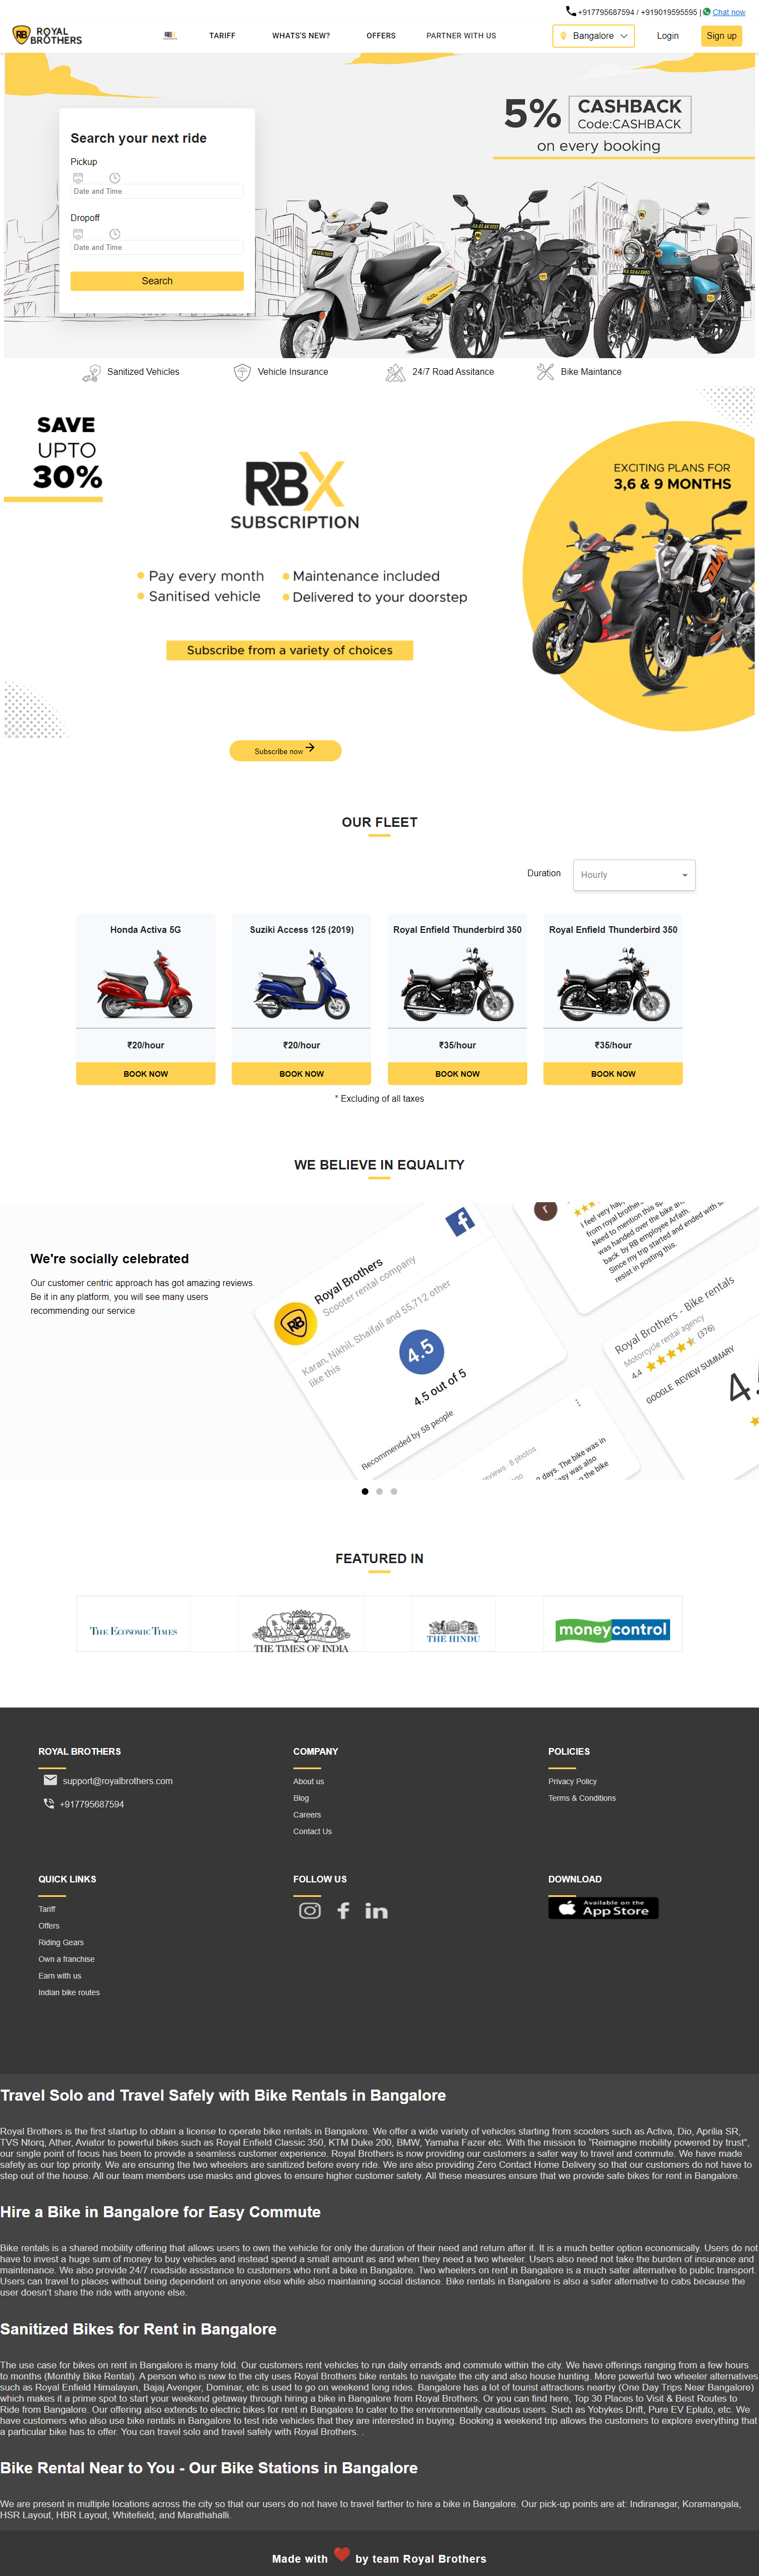 +917795687594 / +919019595595 | Chat now
ROYAL BROTHERS
RBX TARIFF WHATS'S NEW? OFFERS PARTNER WITH US Bangalore Login Sign up
5% CASHBACK
Code:CASHBACK
on every booking
Search your next ride
Pickup
Date and Time
Dropoff
Date and Time
Search
Sanitized Vehicles Vehicle Insurance 24/7 Road Assitance Bike Maintance
SAVE
UPTO
30%
RBX
SUBSCRIPTION
EXCITING PLANS FOR
3,6 & 9 MONTHS
Pay every month Maintenance included
Sanitised vehicle Delivered to your doorstep
Subscribe from a variety of choices
Subscribe now
OUR FLEET
Duration Hourly
Honda Activa 5G Suziki Access 125 (2019) Royal Enfield Thunderbird 350 Royal Enfield Thunderbird 350
₹20/hour ₹20/hour ₹35/hour ₹35/hour
BOOK NOW BOOK NOW BOOK NOW BOOK NOW
* Excluding of all taxes
WE BELIEVE IN EQUALITY
We're socially celebrated
Our customer centric approach has got amazing reviews.
Be it in any platform, you will see many users
recommending our service
RB
Royal Brothers
Scooter rental company
Karan, Nikhil, Shaifali and 55,712 other
like this
4.5
4.5 out of 5
Recommended by 58 people
I feel very hap
from royal brother
Need to mention this sp
was handed over the bike an
back by RB employee Arfath.
Since my trip started and ended with s
resist in posting this.
Royal Brothers - Bike rentals
Motorcycle rental agency
4.4 (376)
GOOGLE REVIEW SUMMARY
eviews · 8 photos
ago
days. The bike was in
sy was also
the bike
FEATURED IN
THE ECONOMIC TIMES
THE TIMES OF INDIA
THE HINDU
moneycontrol
ROYAL BROTHERS
support@royalbrothers.com
+917795687594
COMPANY
About us
Blog
Careers
Contact Us
POLICIES
Privacy Policy
Terms & Conditions
QUICK LINKS
Tariff
Offers
Riding Gears
Own a franchise
Earn with us
Indian bike routes
FOLLOW US
DOWNLOAD
Available on the
App Store
Travel Solo and Travel Safely with Bike Rentals in Bangalore
Royal Brothers is the first startup to obtain a license to operate bike rentals in Bangalore. We offer a wide variety of vehicles starting from scooters such as Activa, Dio, Aprilia SR,
TVS Ntorq, Ather, Aviator to powerful bikes such as Royal Enfield Classic 350, KTM Duke 200, BMW, Yamaha Fazer etc. With the mission to "Reimagine mobility powered by trust",
our single point of focus has been to provide a seamless customer experience. Royal Brothers is now providing our customers a safer way to travel and commute. We have made
safety as our top priority. We are ensuring the two wheelers are sanitized before every ride. We are also providing Zero Contact Home Delivery so that our customers do not have to
step out of the house. All our team members use masks and gloves to ensure higher customer safety. All these measures ensure that we provide safe bikes for rent in Bangalore.
Hire a Bike in Bangalore for Easy Commute
Bike rentals is a shared mobility offering that allows users to own the vehicle for only the duration of their need and return after it. It is a much better option economically. Users do not
have to invest a huge sum of money to buy vehicles and instead spend a small amount as and when they need a two wheeler. Users also need not take the burden of insurance and
maintenance. We also provide 24/7 roadside assistance to customers who rent a bike in Bangalore. Two wheelers on rent in Bangalore is a much safer alternative to public transport.
Users can travel to places without being dependent on anyone else while also maintaining social distance. Bike rentals in Bangalore is also a safer alternative to cabs because the
user doesn't share the ride with anyone else.
Sanitized Bikes for Rent in Bangalore
The use case for bikes on rent in Bangalore is many fold. Our customers rent vehicles to run daily errands and commute within the city. We have offerings ranging from a few hours
to months (Monthly Bike Rental). A person who is new to the city uses Royal Brothers bike rentals to navigate the city and also house hunting. More powerful two wheeler alternatives
such as Royal Enfield Himalayan, Bajaj Avenger, Dominar, etc is used to go on weekend long rides. Bangalore has a lot of tourist attractions nearby (One Day Trips Near Bangalore)
which makes it a prime spot to start your weekend getaway through hiring a bike in Bangalore from Royal Brothers. Or you can find here, Top 30 Places to Visit & Best Routes to
Ride from Bangalore. Our offering also extends to electric bikes for rent in Bangalore to cater to the environmentally cautious users. Such as Yobykes Drift, Pure EV Epluto, etc. We
have customers who also use bike rentals in Bangalore to test ride vehicles that they are interested in buying. Booking a weekend trip allows the customers to explore everything that
a particular bike has to offer. You can travel solo and travel safely with Royal Brothers. .
Bike Rental Near to You - Our Bike Stations in Bangalore
We are present in multiple locations across the city so that our users do not have to travel farther to hire a bike in Bangalore. Our pick-up points are at: Indiranagar, Koramangala,
HSR Layout, HBR Layout, Whitefield, and Marathahalli.
Made with by team Royal Brothers